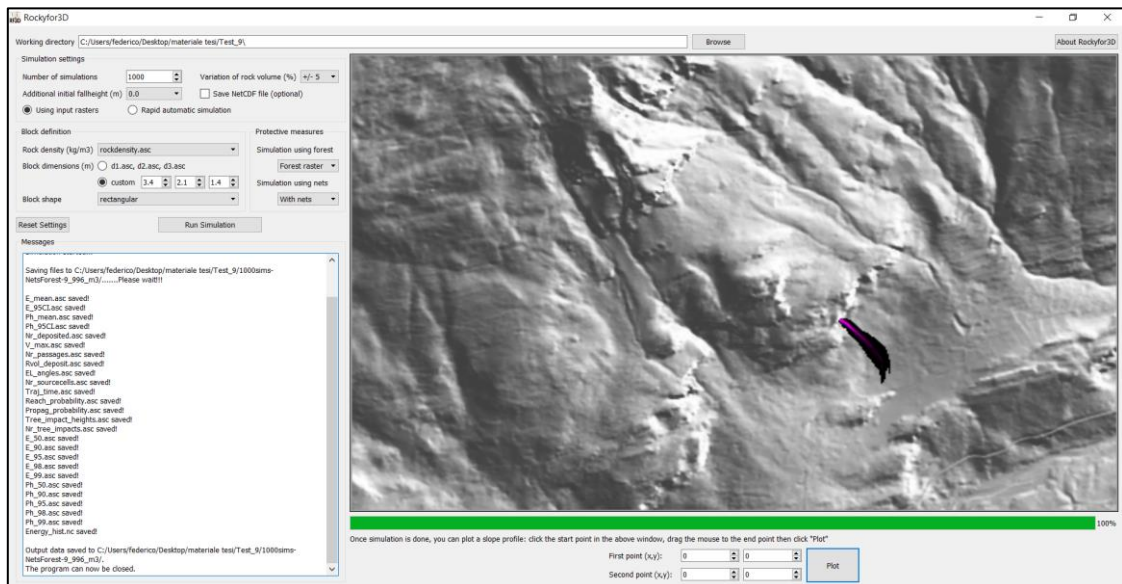 Rockyfor3D
Working directory C:/Users/federico/Desktop/materiale tesi/Test_9\ Browse About Rockyfor3D
Simulation settings
Number of simulations 1000 Variation of rock volume (%) +/- 5
Additional initial fallheight (m) 0.0 Save NetCDF file (optional)
Using input rasters Rapid automatic simulation
Block definition Protective measures
Rock density (kg/m3) rockdensity.asc Simulation using forest
Block dimensions (m) d1.asc, d2.asc, d3.asc Forest raster
custom 3.4 2.1 1.4 Simulation using nets
Block shape rectangular With nets
Reset Settings Run Simulation
Messages
Saving files to C:/Users/federico/Desktop/materiale tesi/Test_9/1000sims-
NetsForest-9_996_m3/.......Please wait!!!
E_mean.asc saved!
E_95CI.asc saved!
Ph_mean.asc saved!
Ph_95CI.asc saved!
Nr_deposited.asc saved!
V_max.asc saved!
Nr_passages.asc saved!
Rvol_deposit.asc saved!
EL_angles.asc saved!
Nr_sourcecells.asc saved!
Traj_time.asc saved!
Reach_probability.asc saved!
Propag_probability.asc saved!
Tree_impact_heights.asc saved!
Nr_tree_impacts.asc saved!
E_50.asc saved!
E_90.asc saved!
E_95.asc saved!
E_98.asc saved!
E_99.asc saved!
Ph_50.asc saved!
Ph_90.asc saved!
Ph_95.asc saved!
Ph_98.asc saved!
Ph_99.asc saved!
Energy_hist.nc saved!
Output data saved to C:/Users/federico/Desktop/materiale tesi/Test_9/1000sims-
NetsForest-9_996_m3/.
The program can now be closed.
100%
Once simulation is done, you can plot a slope profile: click the start point in the above window, drag the mouse to the end point then click "Plot"
First point (x,y): 0 0
Plot
Second point (x,y): 0 0